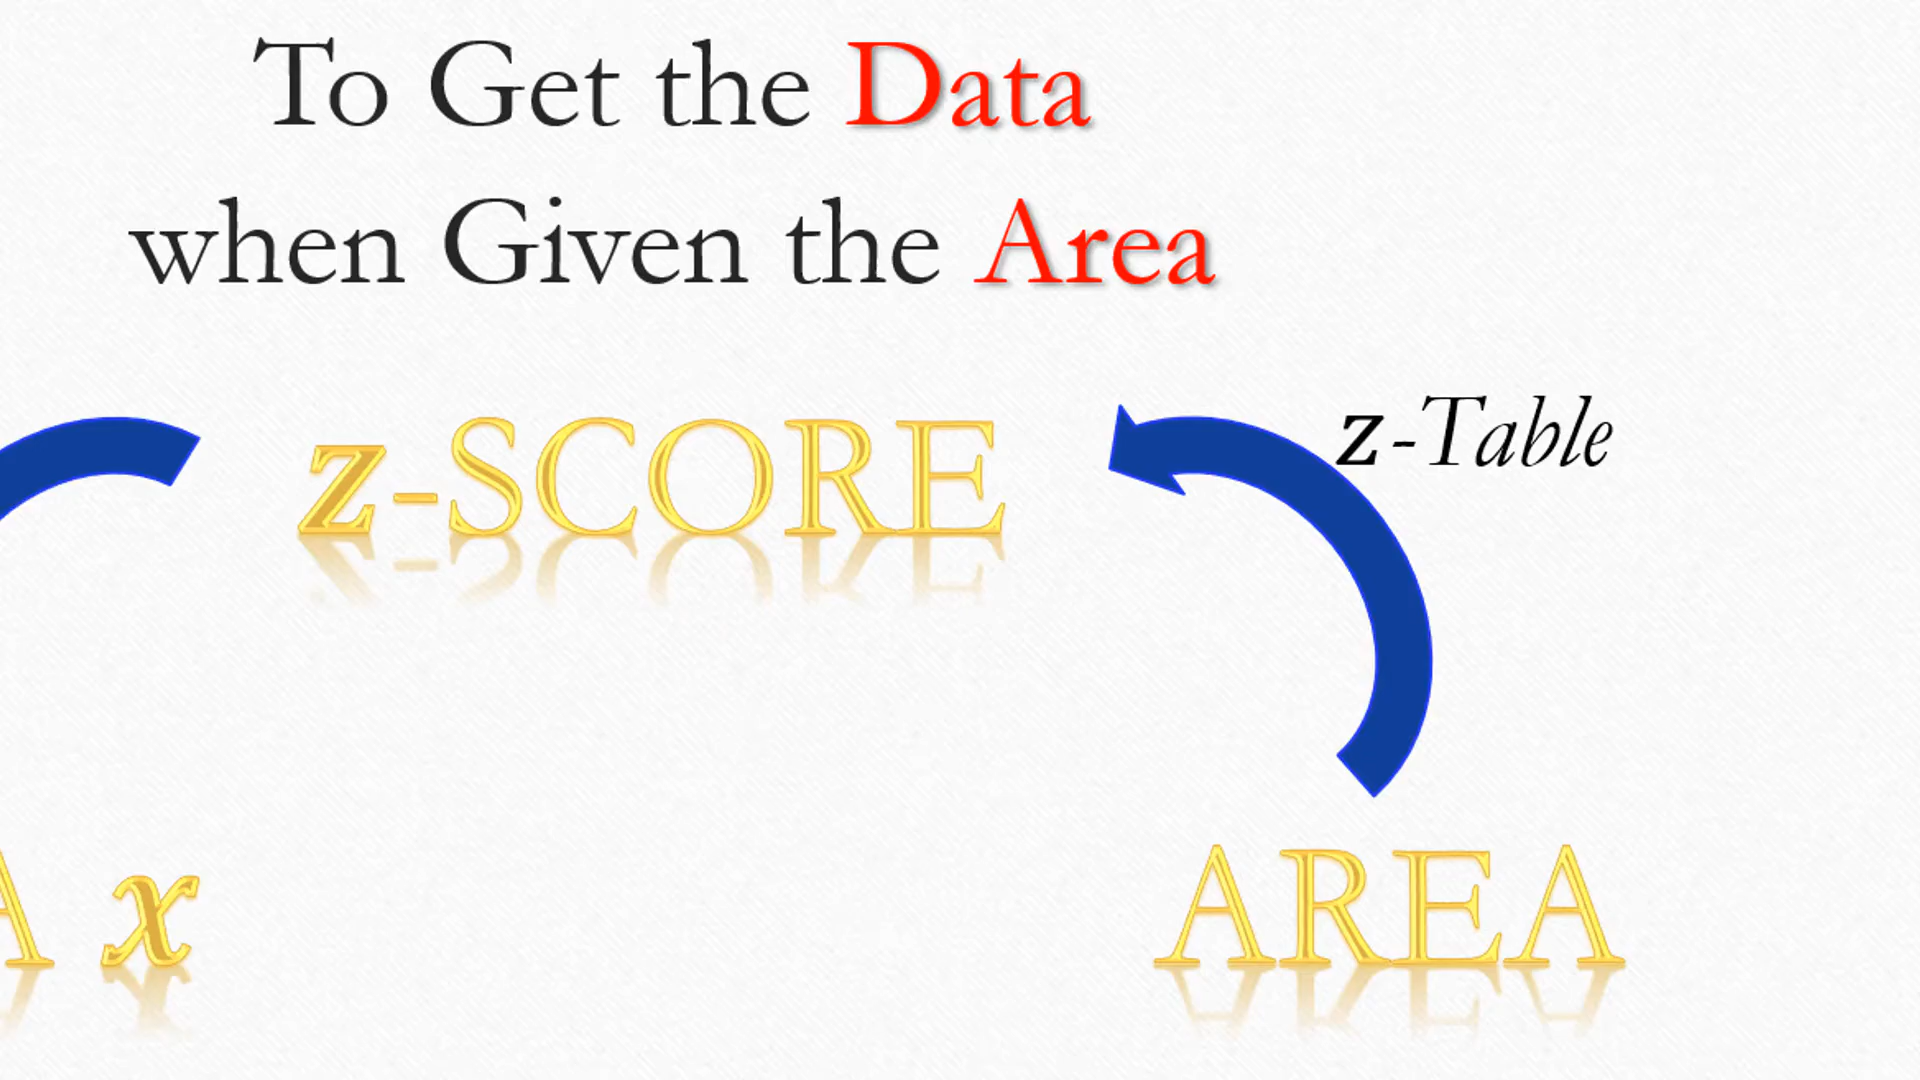 To Get the Data
when Given the Area
z-SCORE
z-Table
A x
AREA